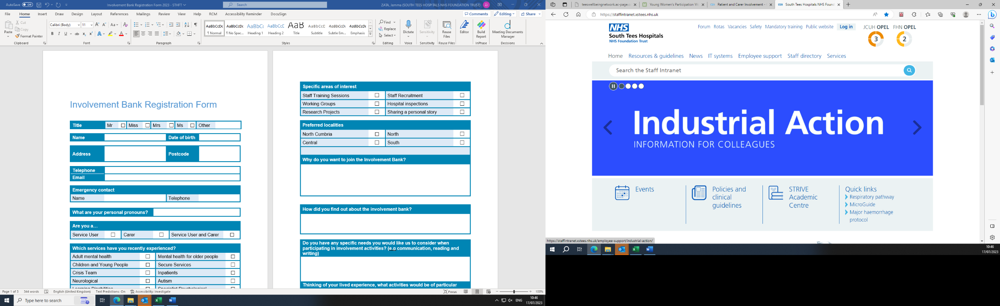 AutoSave Off
Involvement Bank Registration Form 2023 - STHFT
Search
ZATA, Jemma (SOUTH TEES HOSPITALS NHS FOUNDATION TRUST) ZJ
File Home Insert Draw Design Layout References Mailings Review View Help RCM Accessibility Reminder DocuSign
Comments Editing Share
Paste
Cut
Copy
Format Painter
Clipboard
Calibri (Body) 11
Font
Paragraph
AaBbCcDc AaBbCcDc AaBbCc AaBbCcE AaB AaBbCcD AaBbCcDc AaBbCcDc
¶ Normal ¶ No Spac... Heading 1 Heading 2 Title Subtitle Subtle Em... Emphasis
Styles
Find
Replace
Select
Editing
Dictate
Voice
Sensitivity
Sensitivity
Reuse Files
Reuse Files
Editor
Build Report
InPhase
Meeting Documents Manager
Decisions
Involvement Bank Registration Form
Title Mr ☐ Miss ☐ Mrs ☐ Ms ☐ Other
Name Date of birth
Address Postcode
Telephone
Email
Emergency contact
Name Telephone
What are your personal pronouns?
Are you a…
Service User ☐ Carer ☐ Service User and Carer ☐
Which services have you recently experienced?
Adult mental health ☐ Mental health for older people ☐
Children and Young People ☐ Secure Services ☐
Crisis Team ☐ Inpatients ☐
Neurological ☐ Autism ☐
Specific areas of interest
Staff Training Sessions ☐ Staff Recruitment ☐
Working Groups ☐ Hospital inspections ☐
Research Projects ☐ Sharing a personal story ☐
Preferred localities
North Cumbria ☐ North ☐
Central ☐ South ☐
Why do you want to join the Involvement Bank?
How did you find out about the involvement bank?
Do you have any specific needs you would like us to consider when
participating in involvement activities? (e.g communication, reading and
writing)
Thinking of your lived experience, what activities would be of particular
Page 1 of 3 344 words English (United Kingdom) Text Predictions: On Accessibility: Investigate
Focus 100%
Type here to search
ENG
10:46
17/07/2023
teeswellbeingnetwork.ac-page.c
Young Women's Participation Wo
Patient and Carer Involvement -
South Tees Hospitals NHS Found
https://staffintranet.xstees.nhs.uk
NHS
South Tees Hospitals
NHS Foundation Trust
Forum Rotas Vacancies Safety Mandatory training Public website Log in
JCUH OPEL FHN OPEL
3 2
Home Resources & guidelines News IT systems Employee support Staff directory Services
Search the Staff Intranet
Industrial Action
INFORMATION FOR COLLEAGUES
Events
Policies and
clinical
guidelines
STRIVE
Academic
Centre
Quick links
Respiratory pathway
MicroGuide
Major haemorrhage
protocol
https://staffintranet.xstees.nhs.uk/employee-support/industrial-action/
10:46
17/07/2023